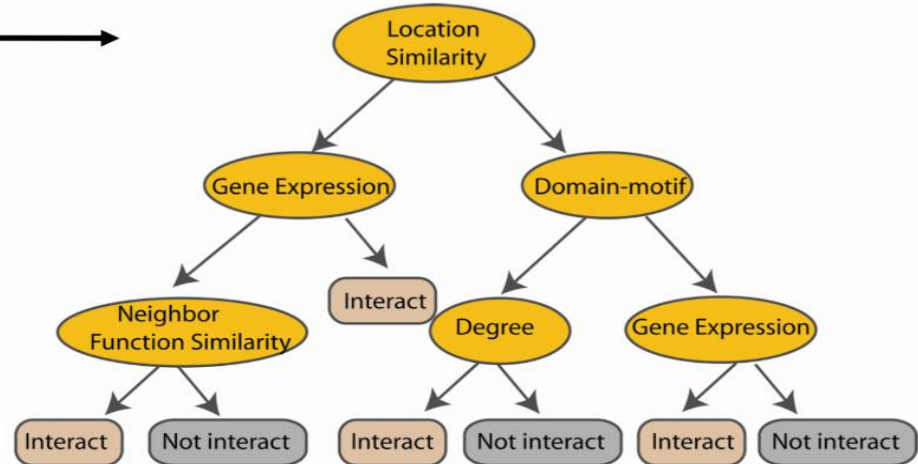 Location
Similarity
Gene Expression
Domain-motif
Interact
Neighbor
Function Similarity
Degree
Gene Expression
Interact
Not interact
Interact
Not interact
Interact
Not interact